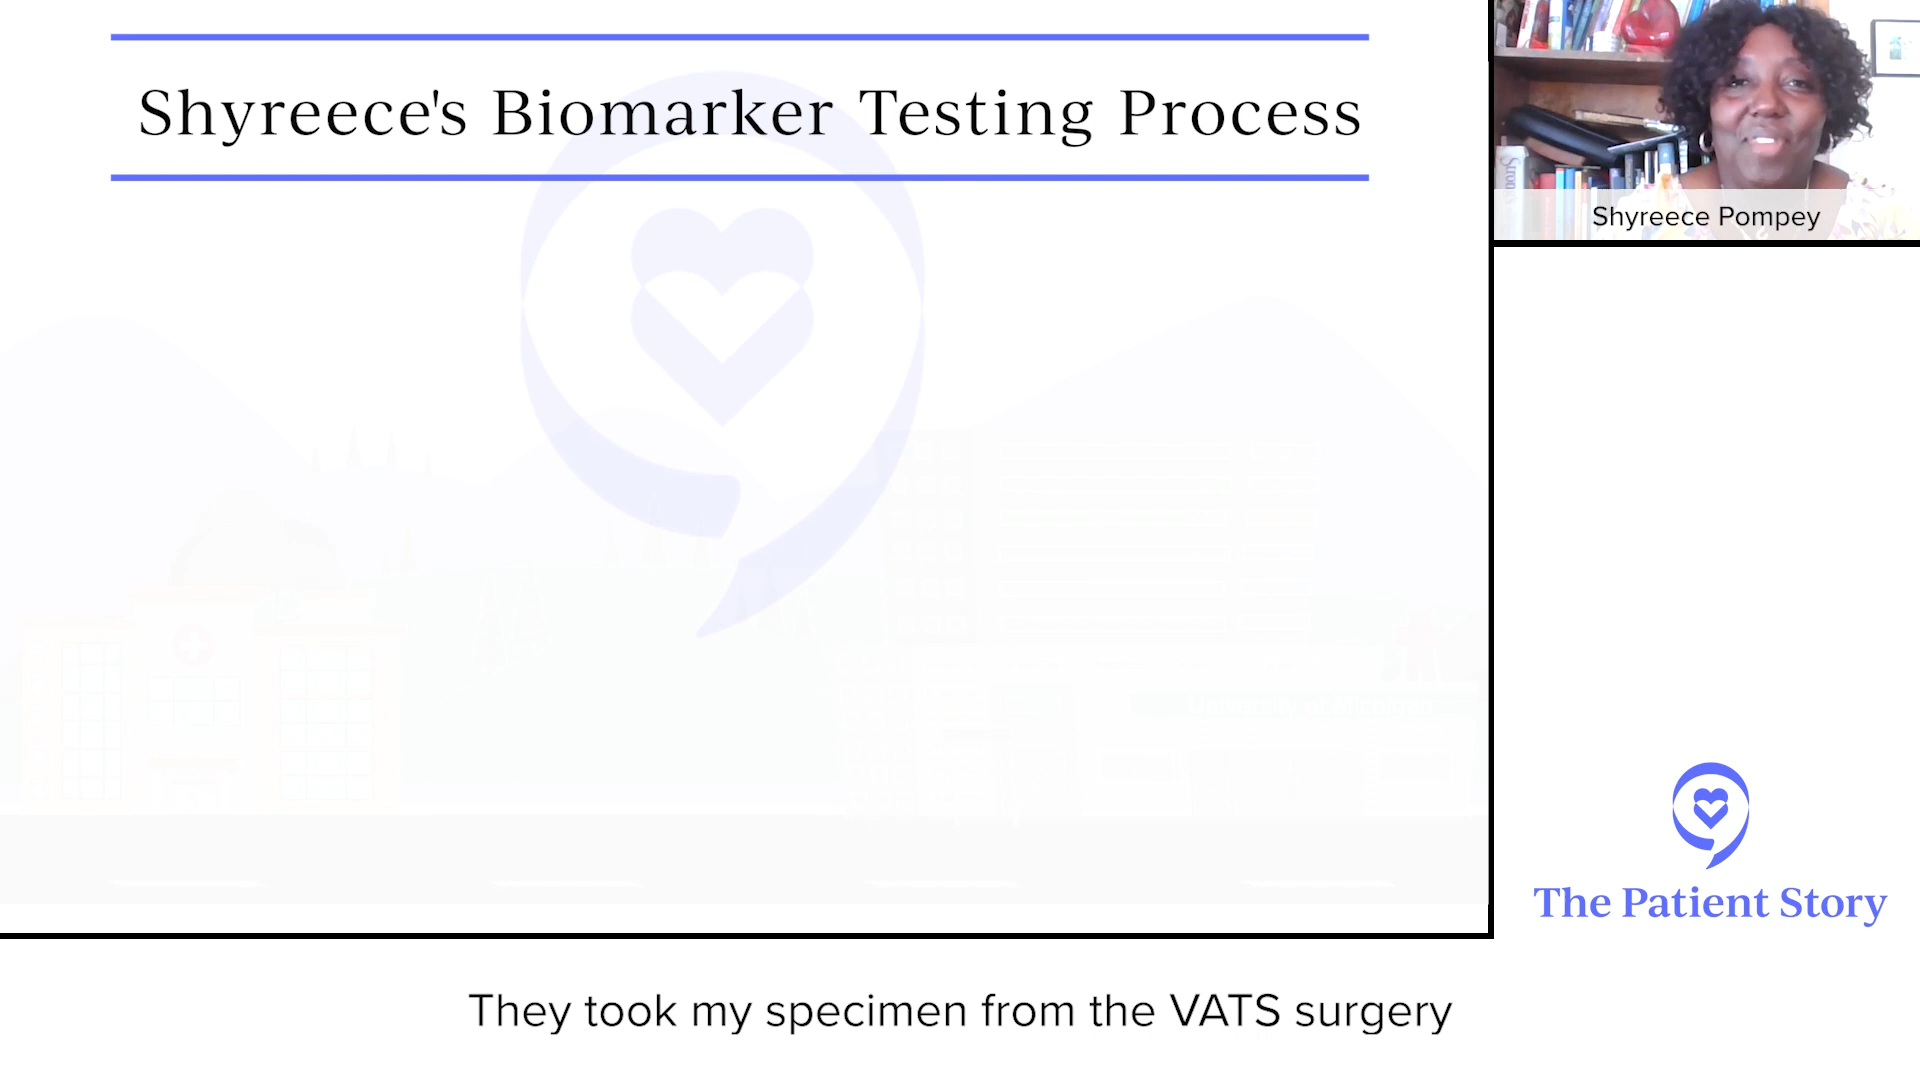 Shyreece's Biomarker Testing Process
Shyreece Pompey
The Patient Story
They took my specimen from the VATS surgery